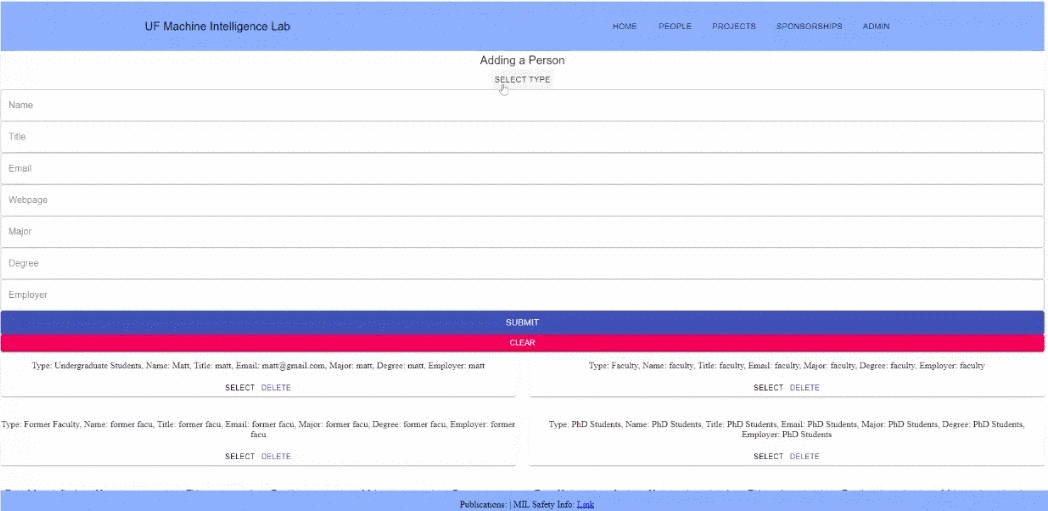 UF Machine Intelligence Lab
HOME PEOPLE PROJECTS SPONSORSHIPS ADMIN
Adding a Person
SELECT TYPE
Name
Title
Email
Webpage
Major
Degree
Employer
SUBMIT
CLEAR
Type: Undergraduate Students, Name: Matt, Title: matt, Email: matt@gmail.com, Major: matt, Degree: matt, Employer: matt
SELECT DELETE
Type: Faculty, Name: faculty, Title: faculty, Email: faculty, Major: faculty, Degree: faculty, Employer: faculty
SELECT DELETE
Type: Former Faculty, Name: former facu, Title: former facu, Email: former facu, Major: former facu, Degree: former facu, Employer: former
facu
SELECT DELETE
Type: PhD Students, Name: PhD Students, Title: PhD Students, Email: PhD Students, Major: PhD Students, Degree: PhD Students,
Employer: PhD Students
SELECT DELETE
Publications: | MIL Safety Info: Link